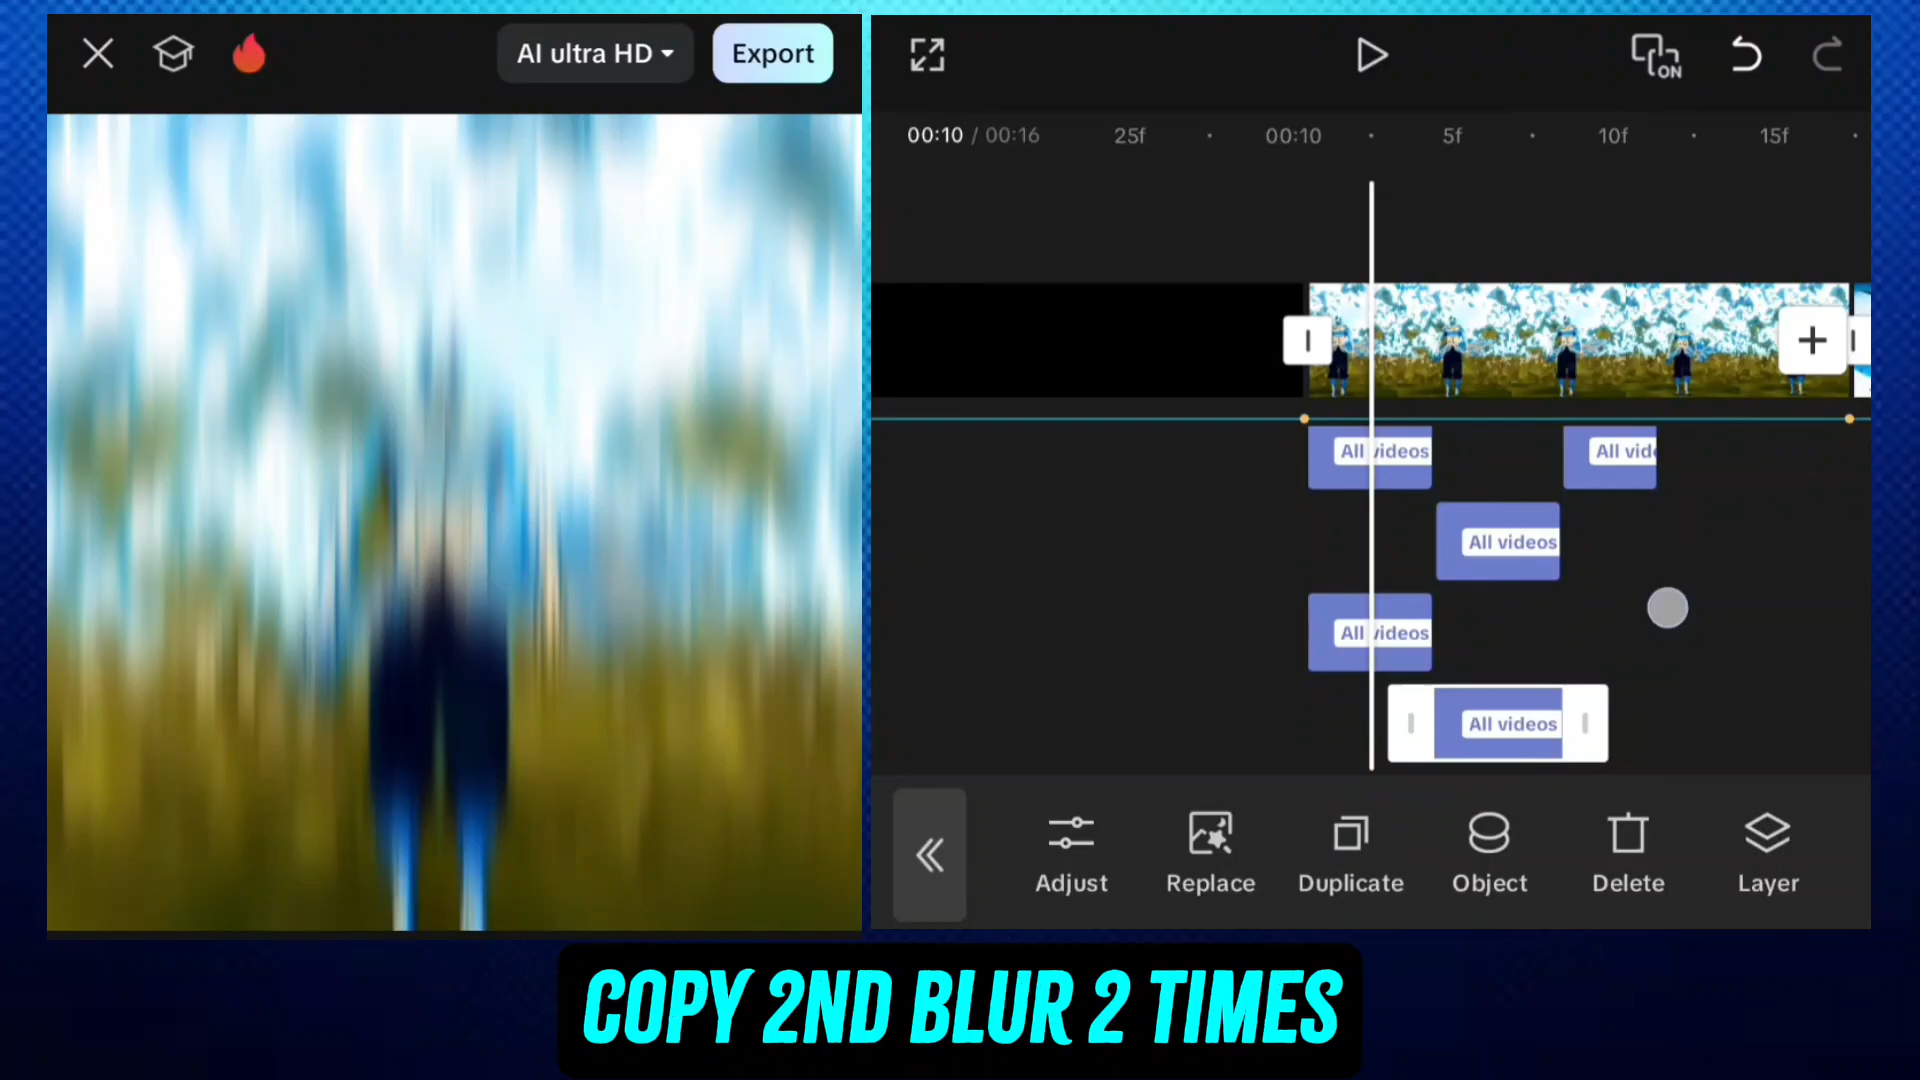 AI ultra HD
Export
ON
00:10 / 00:16
25f
00:10
5f
10f
15f
All videos
All vid
All videos
All videos
All videos
Adjust
Replace
Duplicate
Object
Delete
Layer
COPY 2ND BLUR 2 TIMES